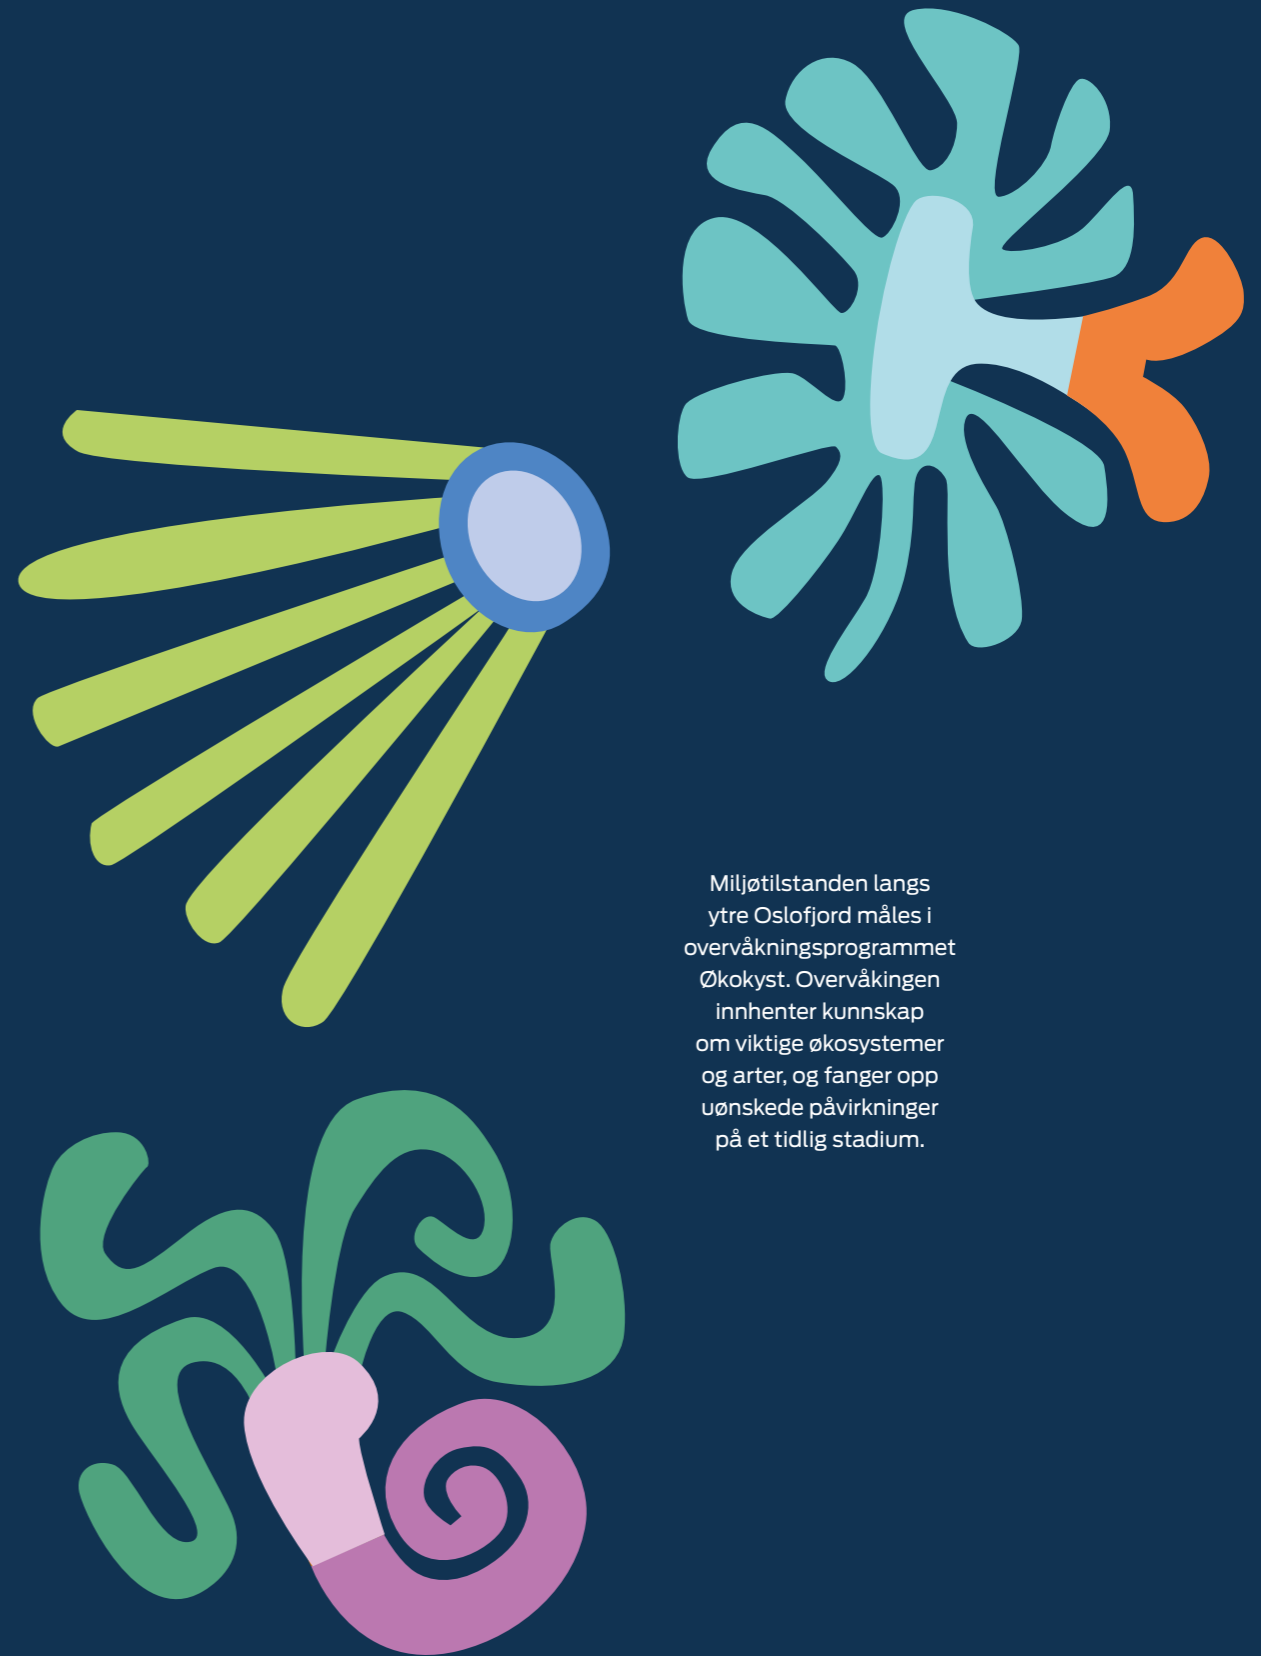 Miljøtilstanden langs
ytre Oslofjord måles i
overvåkningsprogrammet
Økokyst. Overvåkingen
innhenter kunnskap
om viktige økosystemer
og arter, og fanger opp
uønskede påvirkninger
på et tidlig stadium.